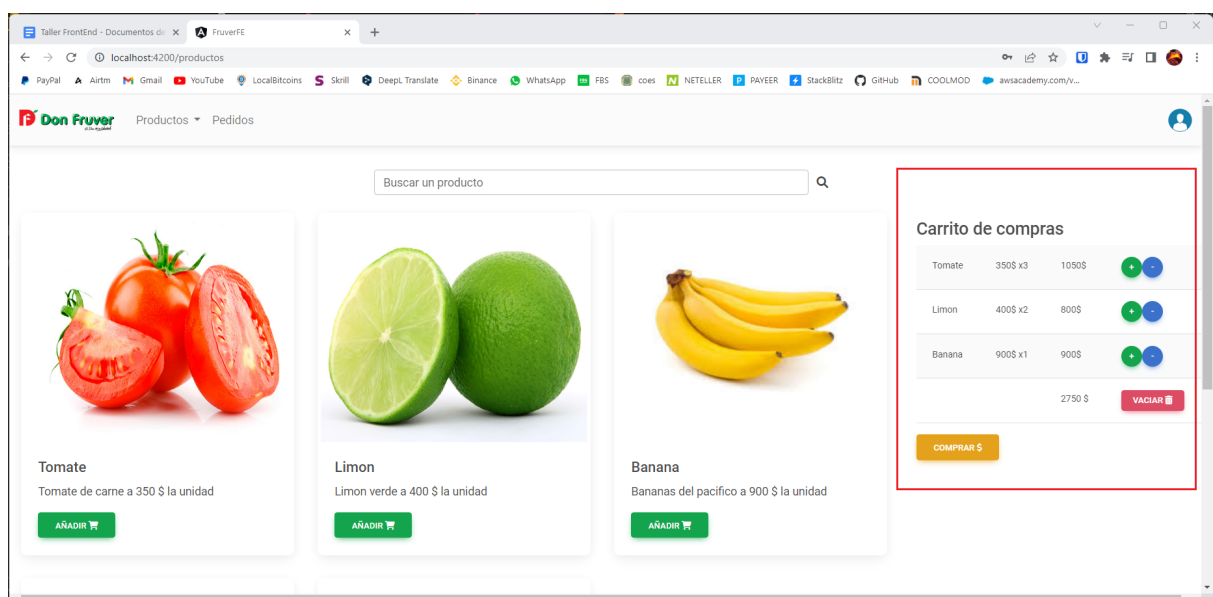 Taller FrontEnd - Documentos de
FruverFE
localhost:4200/productos
PayPal Airtm Gmail YouTube LocalBitcoins Skrill DeepL Translate Binance WhatsApp FBS coes NETELLER PAYEER StackBlitz GitHub COOLMOD awsacademy.com/v...
Don Fruver Productos Pedidos
Buscar un producto
Carrito de compras
Tomate 350$ x3 1050$ + -
Limon 400$ x2 800$ + -
Banana 900$ x1 900$ + -
2750 $ VACIAR
COMPRAR $
Tomate
Tomate de carne a 350 $ la unidad
AÑADIR
Limon
Limon verde a 400 $ la unidad
AÑADIR
Banana
Bananas del pacifico a 900 $ la unidad
AÑADIR